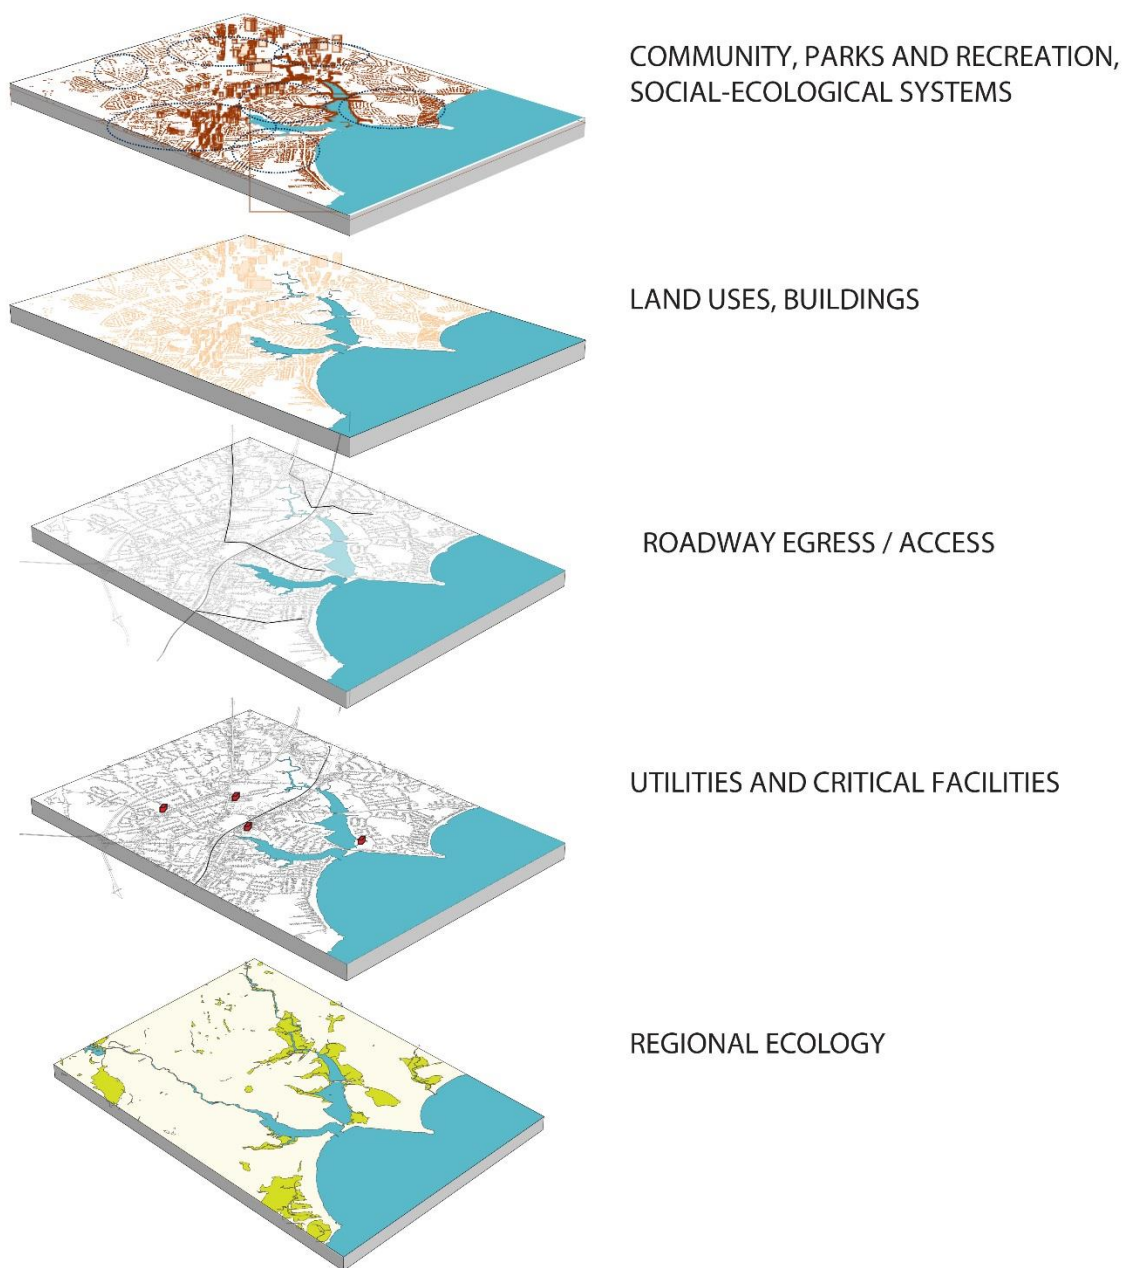 COMMUNITY, PARKS AND RECREATION,
SOCIAL-ECOLOGICAL SYSTEMS
LAND USES, BUILDINGS
ROADWAY EGRESS / ACCESS
UTILITIES AND CRITICAL FACILITIES
REGIONAL ECOLOGY